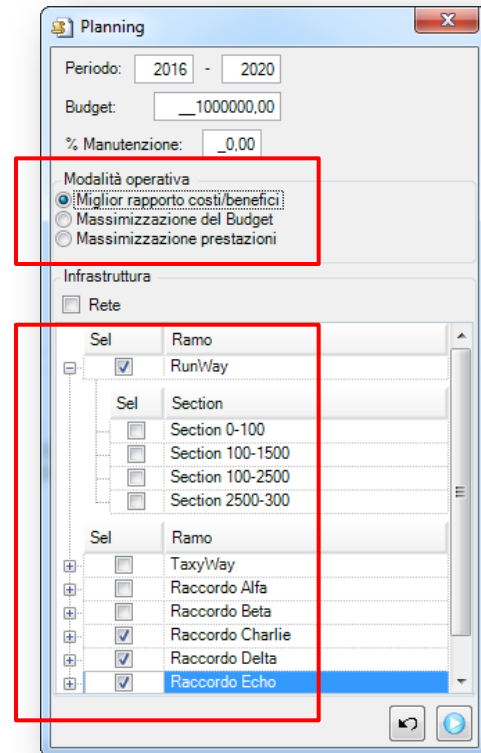 Planning
Periodo: 2016 - 2020
Budget: __1000000,00
% Manutenzione: _0,00
Modalità operativa
Miglior rapporto costi/benefici
Massimizzazione del Budget
Massimizzazione prestazioni
Infrastruttura
Rete
Sel Ramo
RunWay
Sel Section
Section 0-100
Section 100-1500
Section 100-2500
Section 2500-300
Sel Ramo
TaxyWay
Raccordo Alfa
Raccordo Beta
Raccordo Charlie
Raccordo Delta
Raccordo Echo